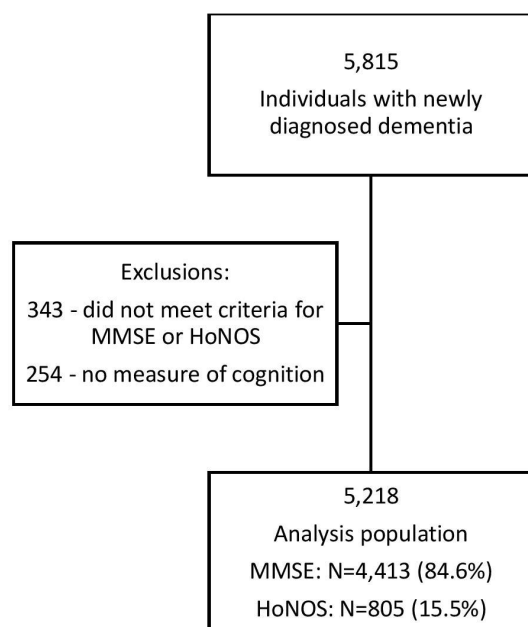 5,815
Individuals with newly
diagnosed dementia
Exclusions:
343 - did not meet criteria for
MMSE or HoNOS
254 - no measure of cognition
5,218
Analysis population
MMSE: N=4,413 (84.6%)
HoNOS: N=805 (15.5%)